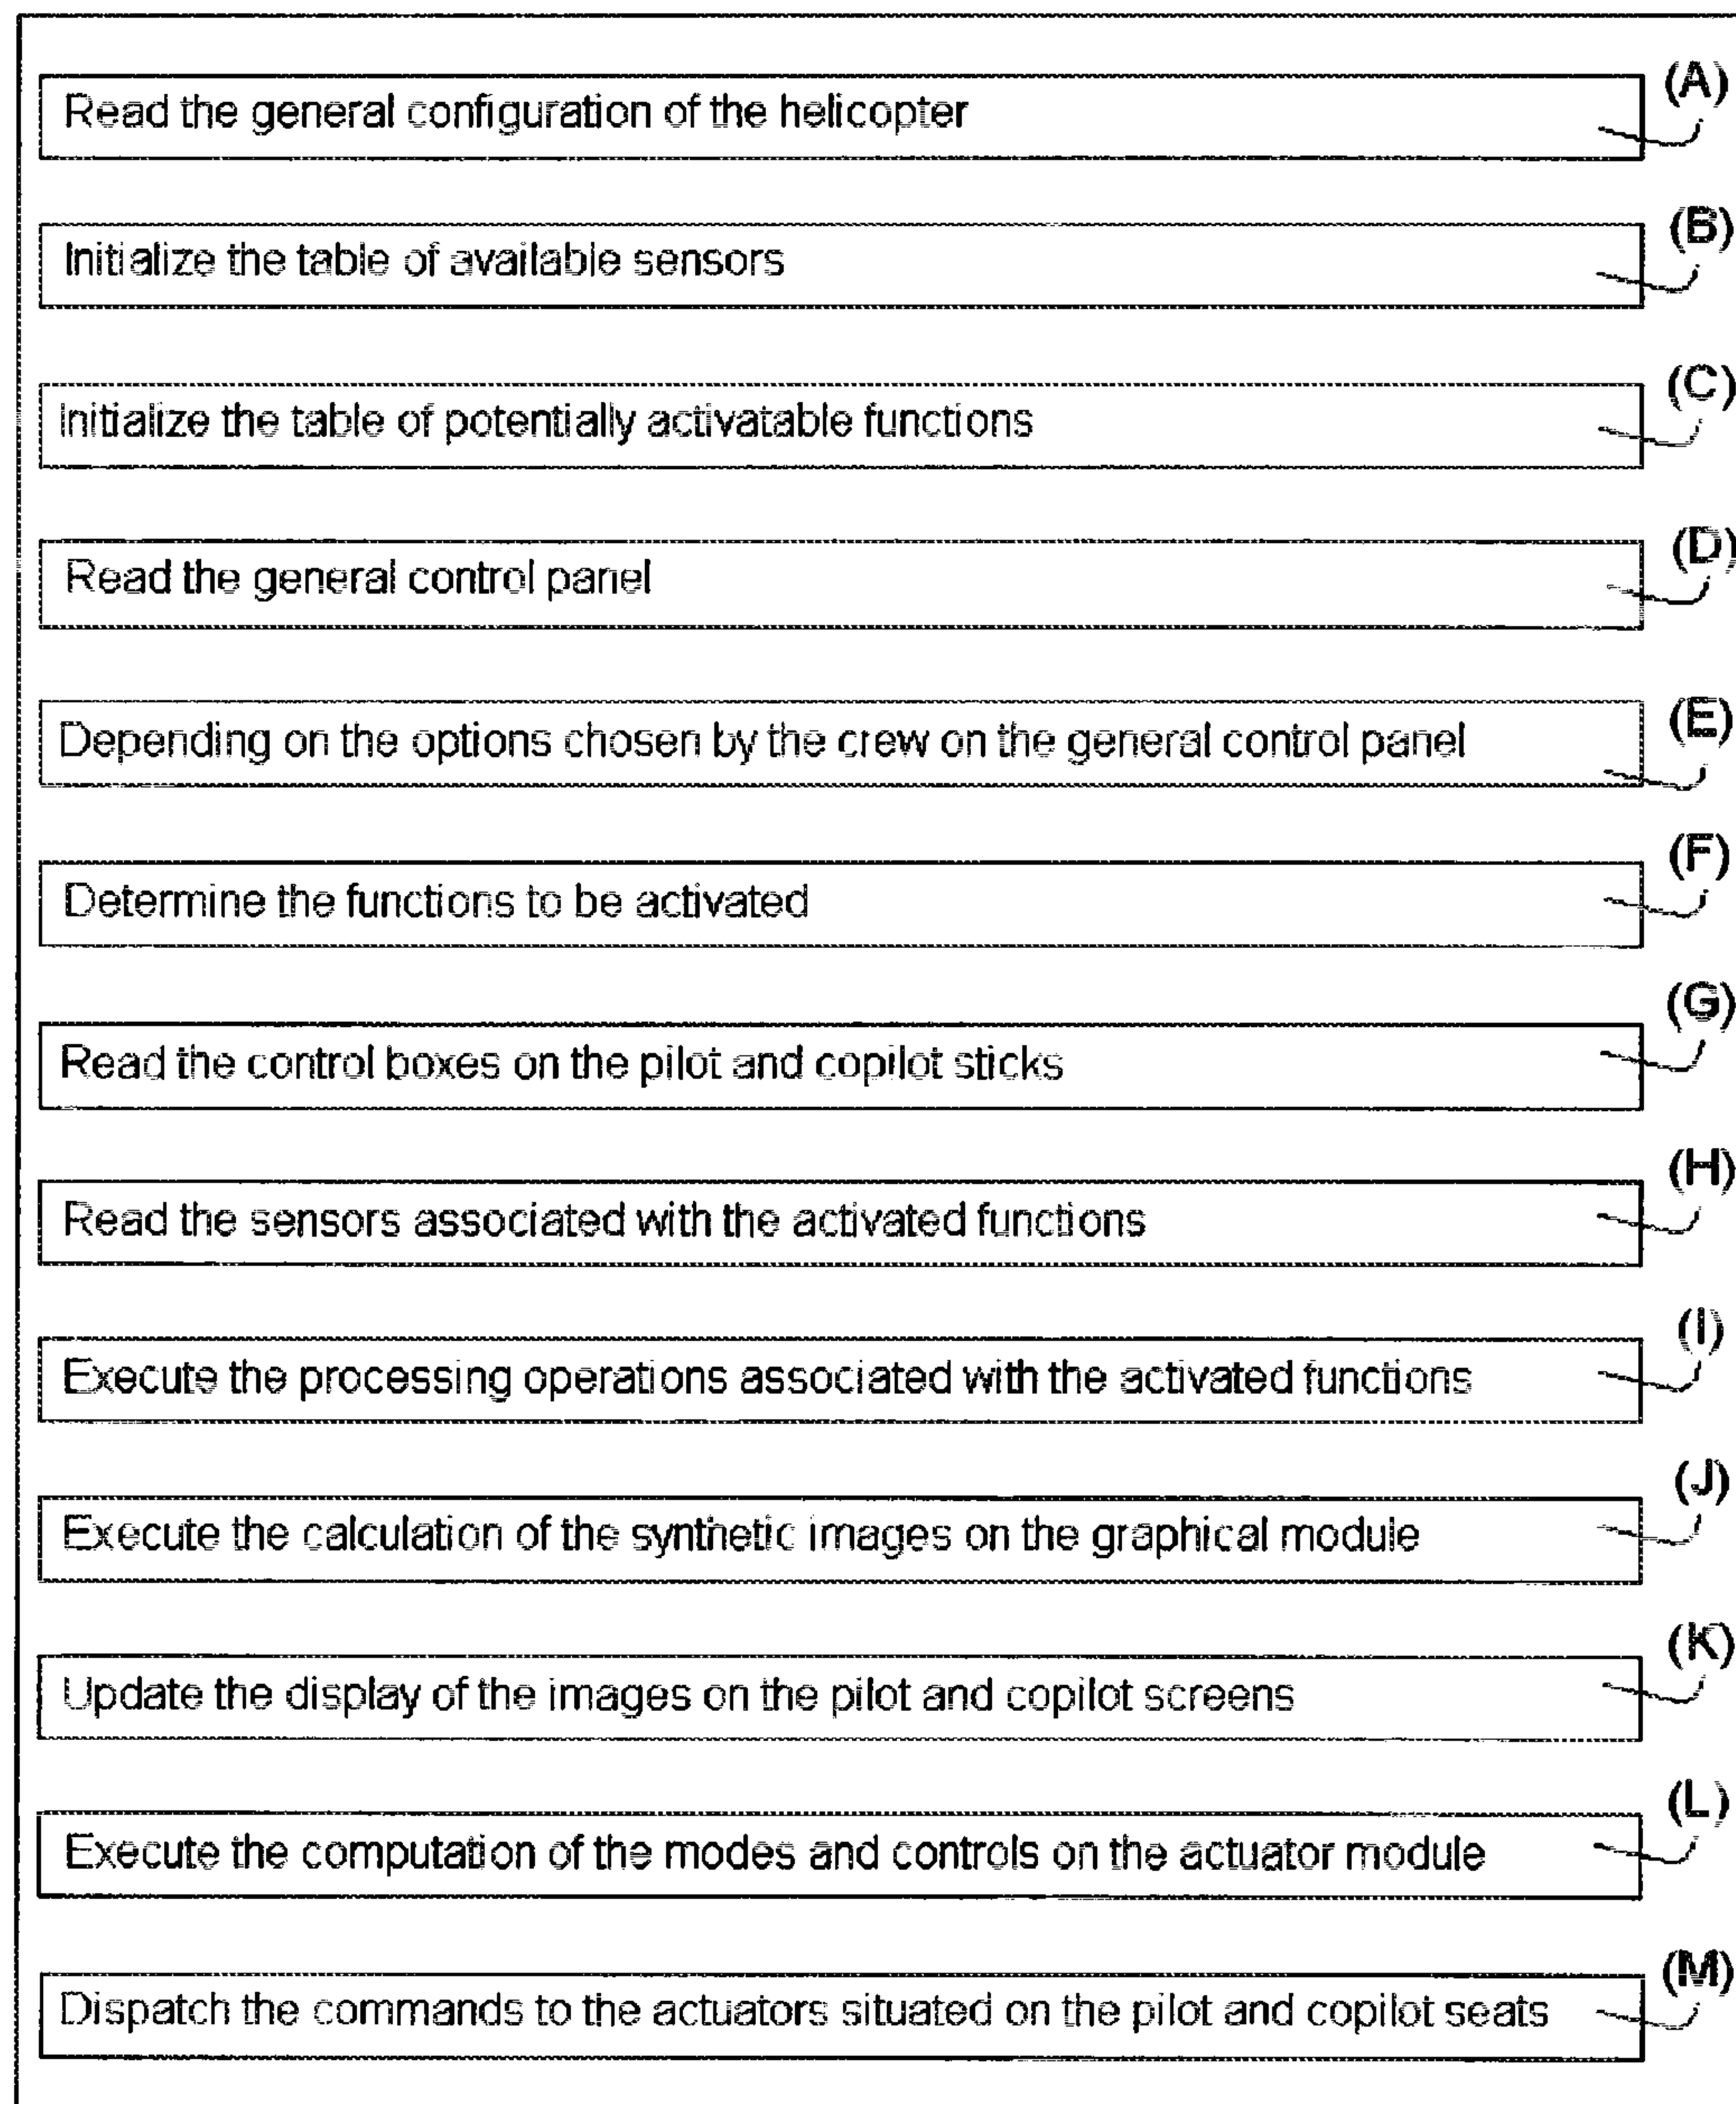 (A)
Read the general configuration of the helicopter
(B)
Initialize the table of available sensors
(C)
Initialize the table of potentially activatable functions
(D)
Read the general control panel
(E)
Depending on the options chosen by the crew on the general control panel
(F)
Determine the functions to be activated
(G)
Read the control boxes on the pilot and copilot sticks
(H)
Read the sensors associated with the activated functions
(I)
Execute the processing operations associated with the activated functions
(J)
Execute the calculation of the synthetic images on the graphical module
(K)
Update the display of the images on the pilot and copilot screens
(L)
Execute the computation of the modes and controls on the actuator module
(M)
Dispatch the commands to the actuators situated on the pilot and copilot seats